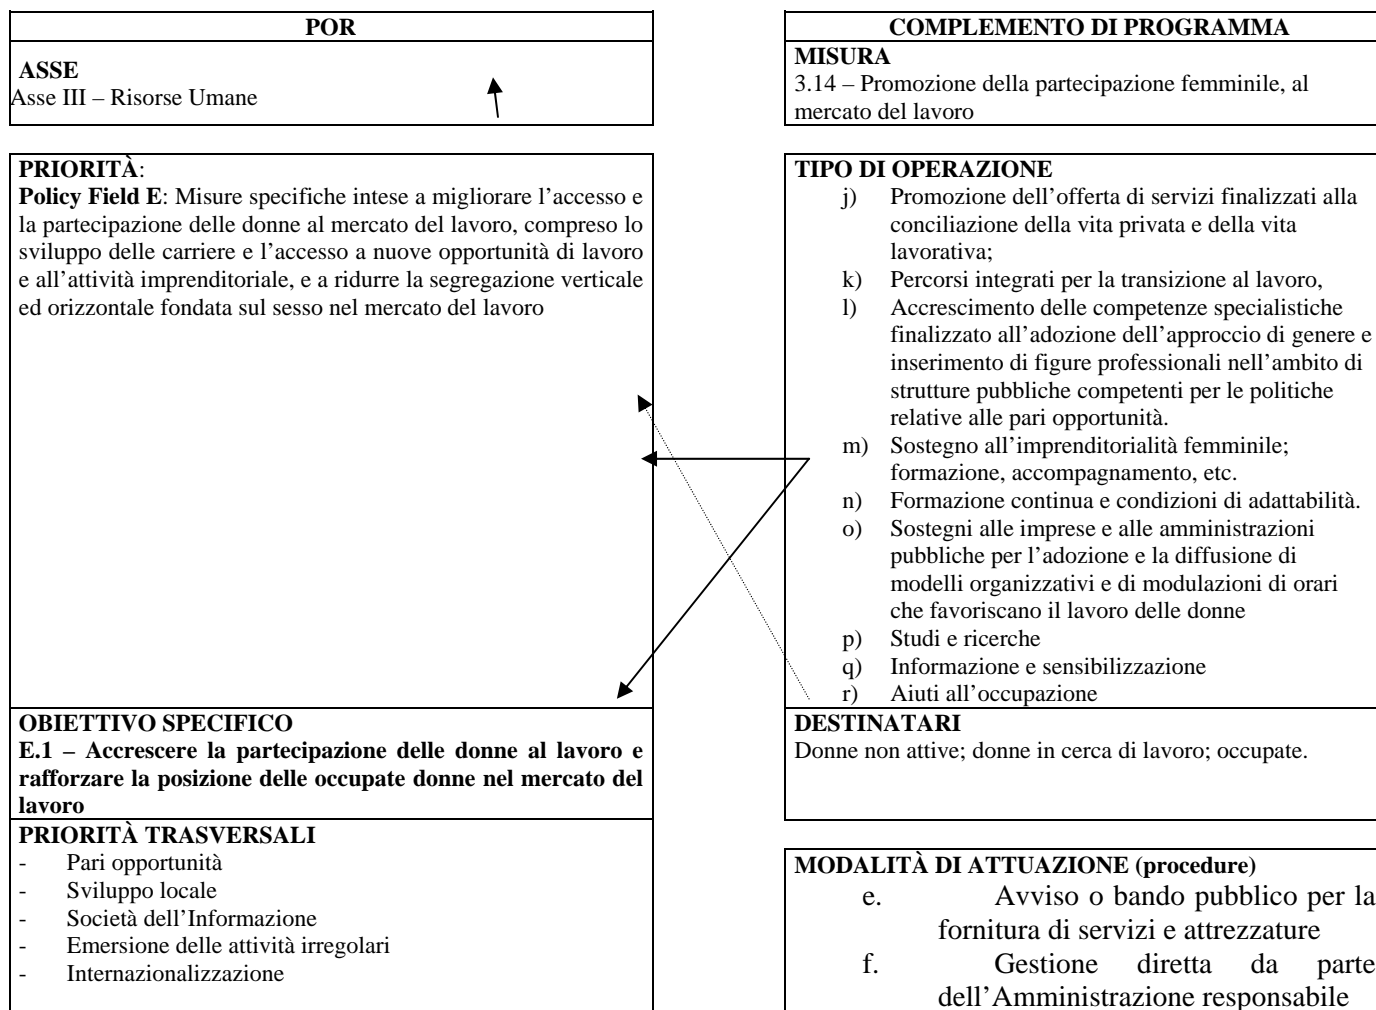 POR
ASSE
Asse III – Risorse Umane
PRIORITÀ:
Policy Field E: Misure specifiche intese a migliorare l’accesso e
la partecipazione delle donne al mercato del lavoro, compreso lo
sviluppo delle carriere e l’accesso a nuove opportunità di lavoro
e all’attività imprenditoriale, e a ridurre la segregazione verticale
ed orizzontale fondata sul sesso nel mercato del lavoro
OBIETTIVO SPECIFICO
E.1 – Accrescere la partecipazione delle donne al lavoro e
rafforzare la posizione delle occupate donne nel mercato del
lavoro
PRIORITÀ TRASVERSALI
- Pari opportunità
- Sviluppo locale
- Società dell’Informazione
- Emersione delle attività irregolari
- Internazionalizzazione
COMPLEMENTO DI PROGRAMMA
MISURA
3.14 – Promozione della partecipazione femminile, al
mercato del lavoro
TIPO DI OPERAZIONE
j) Promozione dell’offerta di servizi finalizzati alla
conciliazione della vita privata e della vita
lavorativa;
k) Percorsi integrati per la transizione al lavoro,
l) Accrescimento delle competenze specialistiche
finalizzato all’adozione dell’approccio di genere e
inserimento di figure professionali nell’ambito di
strutture pubbliche competenti per le politiche
relative alle pari opportunità.
m) Sostegno all’imprenditorialità femminile;
formazione, accompagnamento, etc.
n) Formazione continua e condizioni di adattabilità.
o) Sostegni alle imprese e alle amministrazioni
pubbliche per l’adozione e la diffusione di
modelli organizzativi e di modulazioni di orari
che favoriscano il lavoro delle donne
p) Studi e ricerche
q) Informazione e sensibilizzazione
r) Aiuti all’occupazione
DESTINATARI
Donne non attive; donne in cerca di lavoro; occupate.
MODALITÀ DI ATTUAZIONE (procedure)
e. Avviso o bando pubblico per la
fornitura di servizi e attrezzature
f. Gestione diretta da parte
dell’Amministrazione responsabile